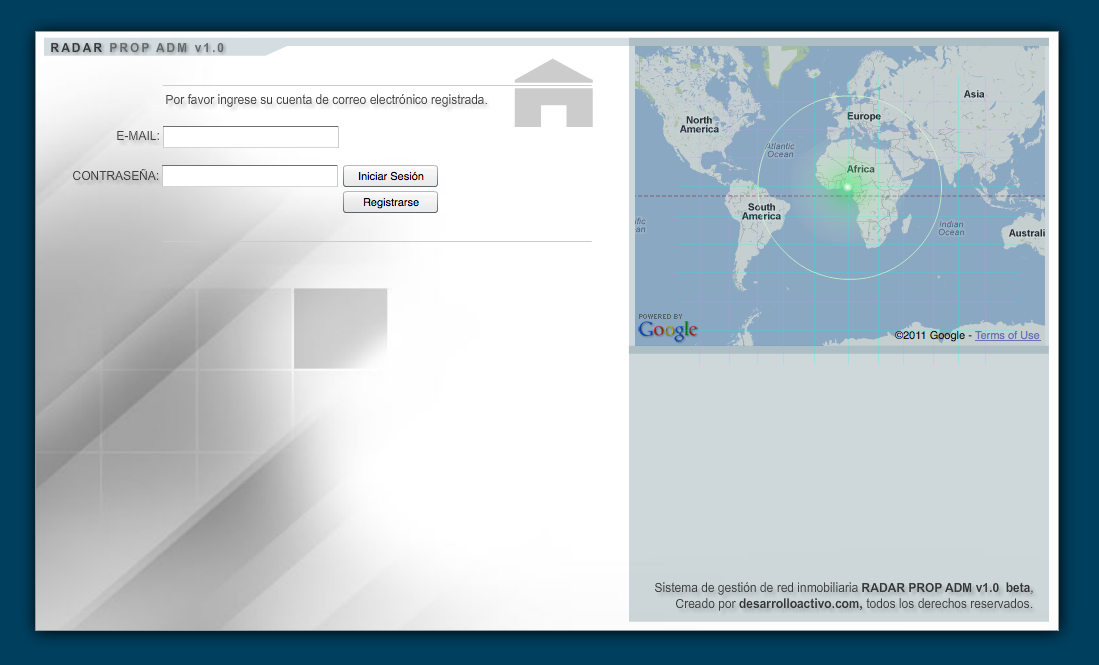 RADAR PROP ADM v1.0
Por favor ingrese su cuenta de correo electrónico registrada.
E-MAIL:
CONTRASEÑA:
Iniciar Sesión
Registrarse
Asia
North
America
Europe
Atlantic
Ocean
Africa
South
America
ific
an
Indian
Ocean
Australi
POWERED BY
Google
©2011 Google - Terms of Use
Sistema de gestión de red inmobiliaria RADAR PROP ADM v1.0 beta,
Creado por desarrolloactivo.com, todos los derechos reservados.